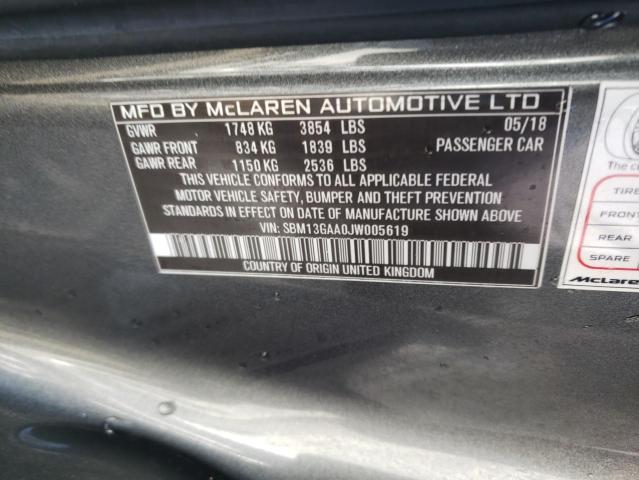 MFD BY McLAREN AUTOMOTIVE LTD
GVWR 1748 KG 3854 LBS 05/18
GAWR FRONT 834 KG 1839 LBS PASSENGER CAR
GAWR REAR 1150 KG 2536 LBS
THIS VEHICLE CONFORMS TO ALL APPLICABLE FEDERAL
MOTOR VEHICLE SAFETY, BUMPER AND THEFT PREVENTION
STANDARDS IN EFFECT ON DATE OF MANUFACTURE SHOWN ABOVE
VIN: SBM13GAA0JW005619
COUNTRY OF ORIGIN UNITED KINGDOM
TIRE
FRONT
REAR
SPARE
McLaren